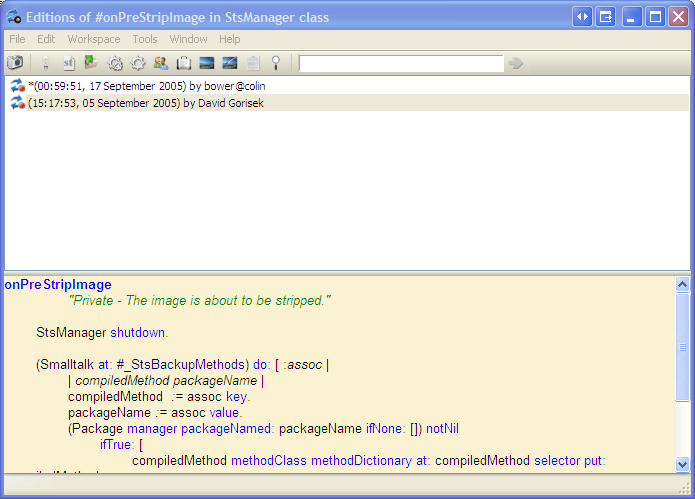 Editions of #onPreStripImage in StsManager class
File Edit Workspace Tools Window Help
*(00:59:51, 17 September 2005) by bower@colin
(15:17:53, 05 September 2005) by David Gorisek
onPreStripImage
"Private - The image is about to be stripped."
StsManager shutdown.
(Smalltalk at: #_StsBackupMethods) do: [ :assoc |
| compiledMethod packageName |
compiledMethod := assoc key.
packageName := assoc value.
(Package manager packageNamed: packageName ifNone: []) notNil
ifTrue: [
compiledMethod methodClass methodDictionary at: compiledMethod selector put: